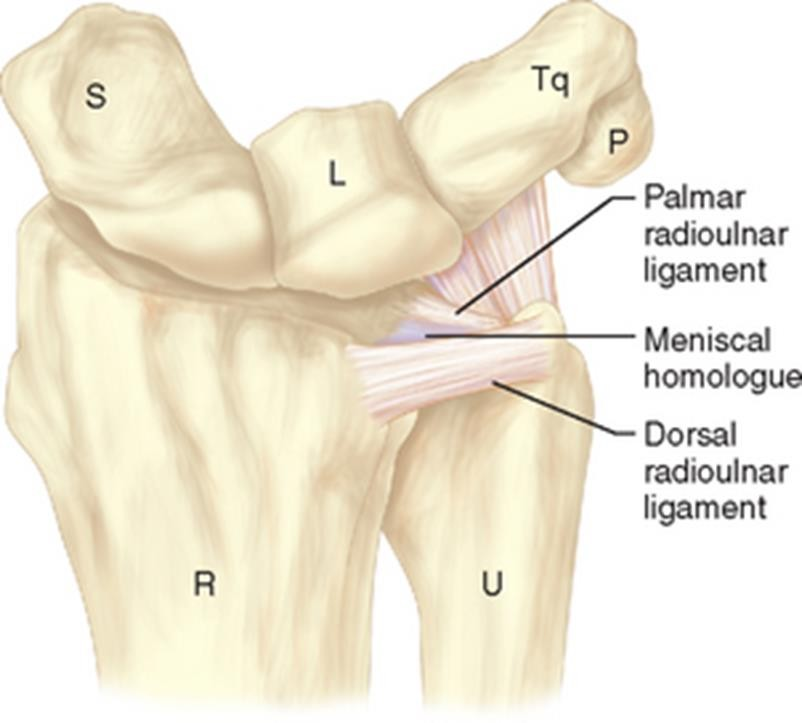 S
Tq
P
L
Palmar
radioulnar
ligament
Meniscal
homologue
Dorsal
radioulnar
ligament
R
U